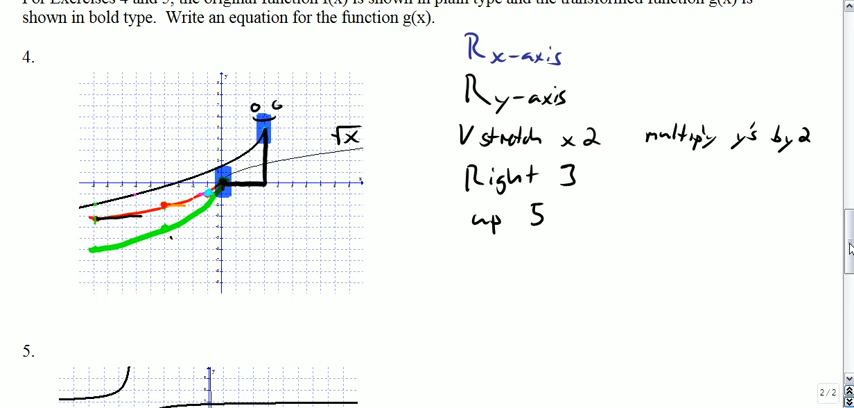 shown in bold type. Write an equation for the function g(x).
4.
R x-axis
R y-axis
V stretch x 2 multiply y's by 2
Right 3
up 5
O G
√x
y
x
5.
y
2 / 2